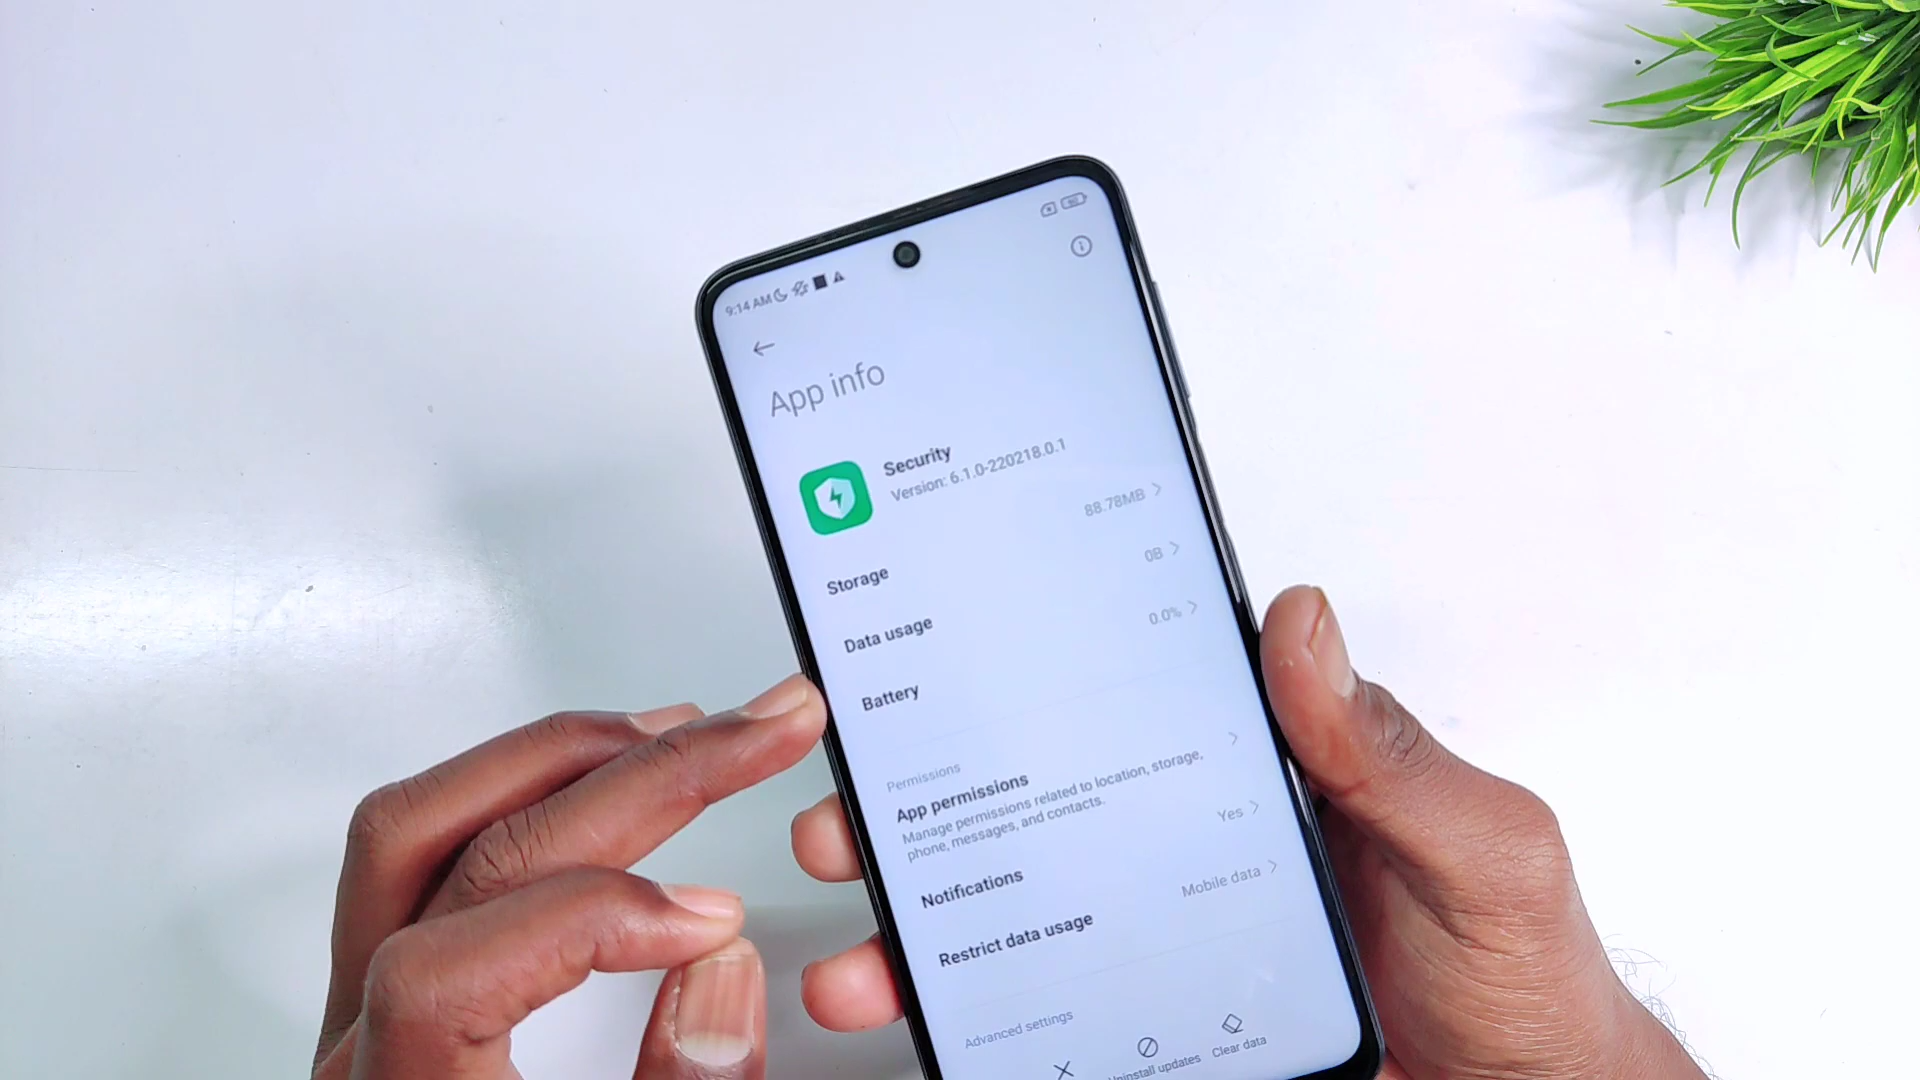 9:14 AM
App info
Security
Version: 6.1.0-220218.0.1
Storage
88.78MB
Data usage
0B
Battery
0.0%
Permissions
App permissions
Manage permissions related to location, storage,
phone, messages, and contacts.
Notifications
Yes
Restrict data usage
Mobile data
Advanced settings
Uninstall updates
Clear data